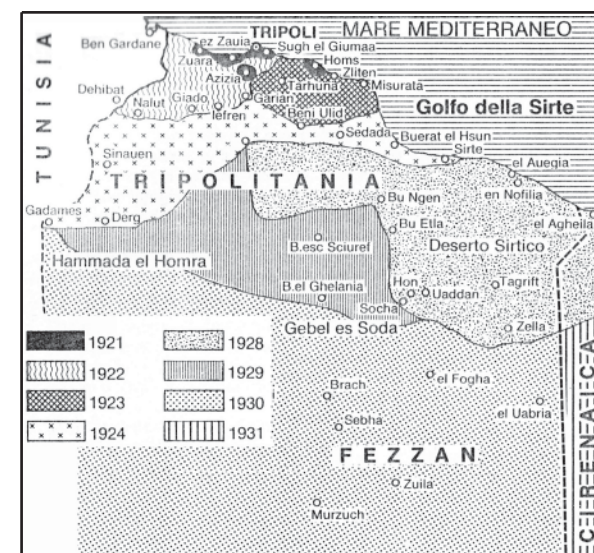 MARE MEDITERRANEO
TRIPOLI
Ben Gardane
ez Zauia
Sugh el Giumaa
Zuara
Homs
Azizia
Zliten
Tarhuna
Misurata
Dehibat
Nalut
Giado
Iefren
Garian
Beni Ulid
Golfo della Sirte
TUNISIA
Sedada
Buerat el Hsun
Sirte
Sinauen
el Auegia
TRIPOLITANIA
en Nofilia
Bu Ngen
Gadames
Derg
Bu Etla
el Agheila
B.esc Sciuref
Deserto Sirtico
Hammada el Homra
B.el Ghelania
Hon
Uaddan
Tagrift
Socha
Gebel es Soda
Zella
1921
1928
1922
1929
1923
1930
1924
1931
Brach
el Fogha
el Uabria
Sebha
FEZZAN
Zuila
Murzuch
CIRENAICA